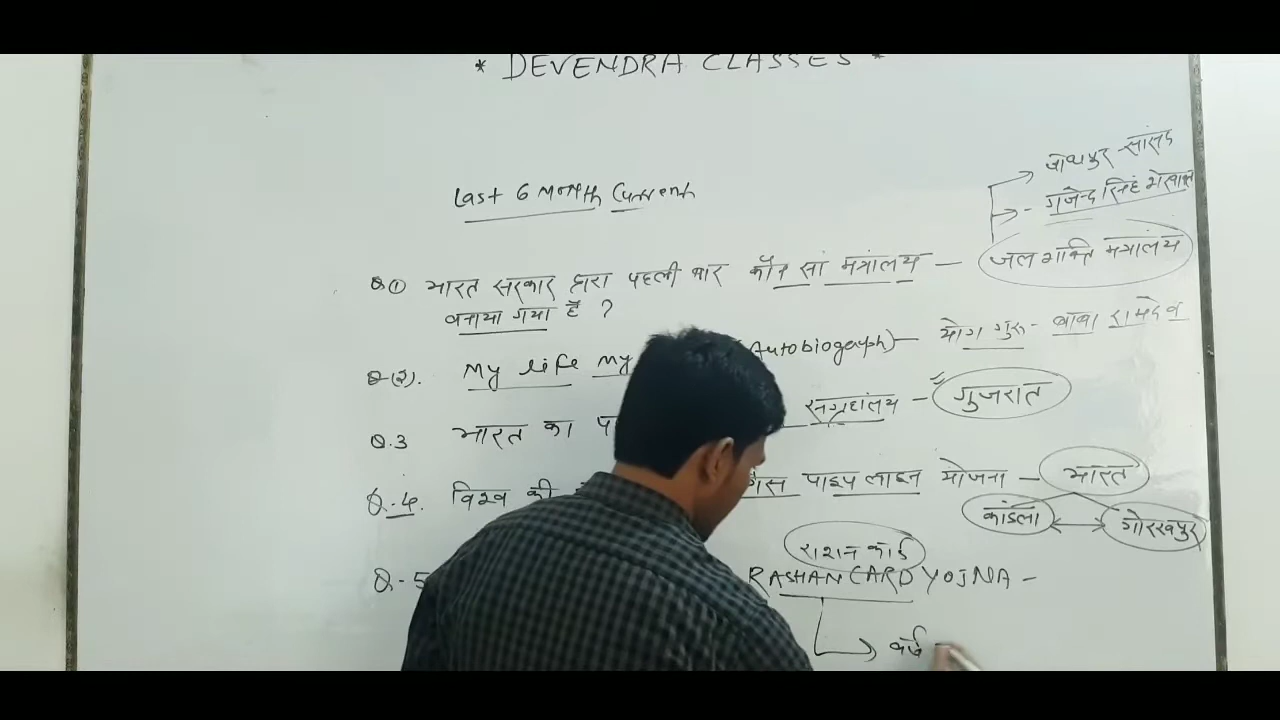 * DEVENDRA CLASSES *
Last 6 Month Current
जोधपुर सांसद
गजेन्द्र सिंह शेखावत
Q① भारत सरकार द्वारा पहली बार कौन सा मंत्रालय — जल शक्ति मंत्रालय
बनाया गया है ?
Q(2). My life My (Autobiograph) — योग गुरु - बाबा रामदेव
Q.3 भारत का संग्रहालय — गुजरात
Q.-4. विश्व की गैस पाइप लाइन योजना — भारत
कांडला गोरखपुर
राशन कार्ड
Q.-5 RASHAN CARD YOJNA —